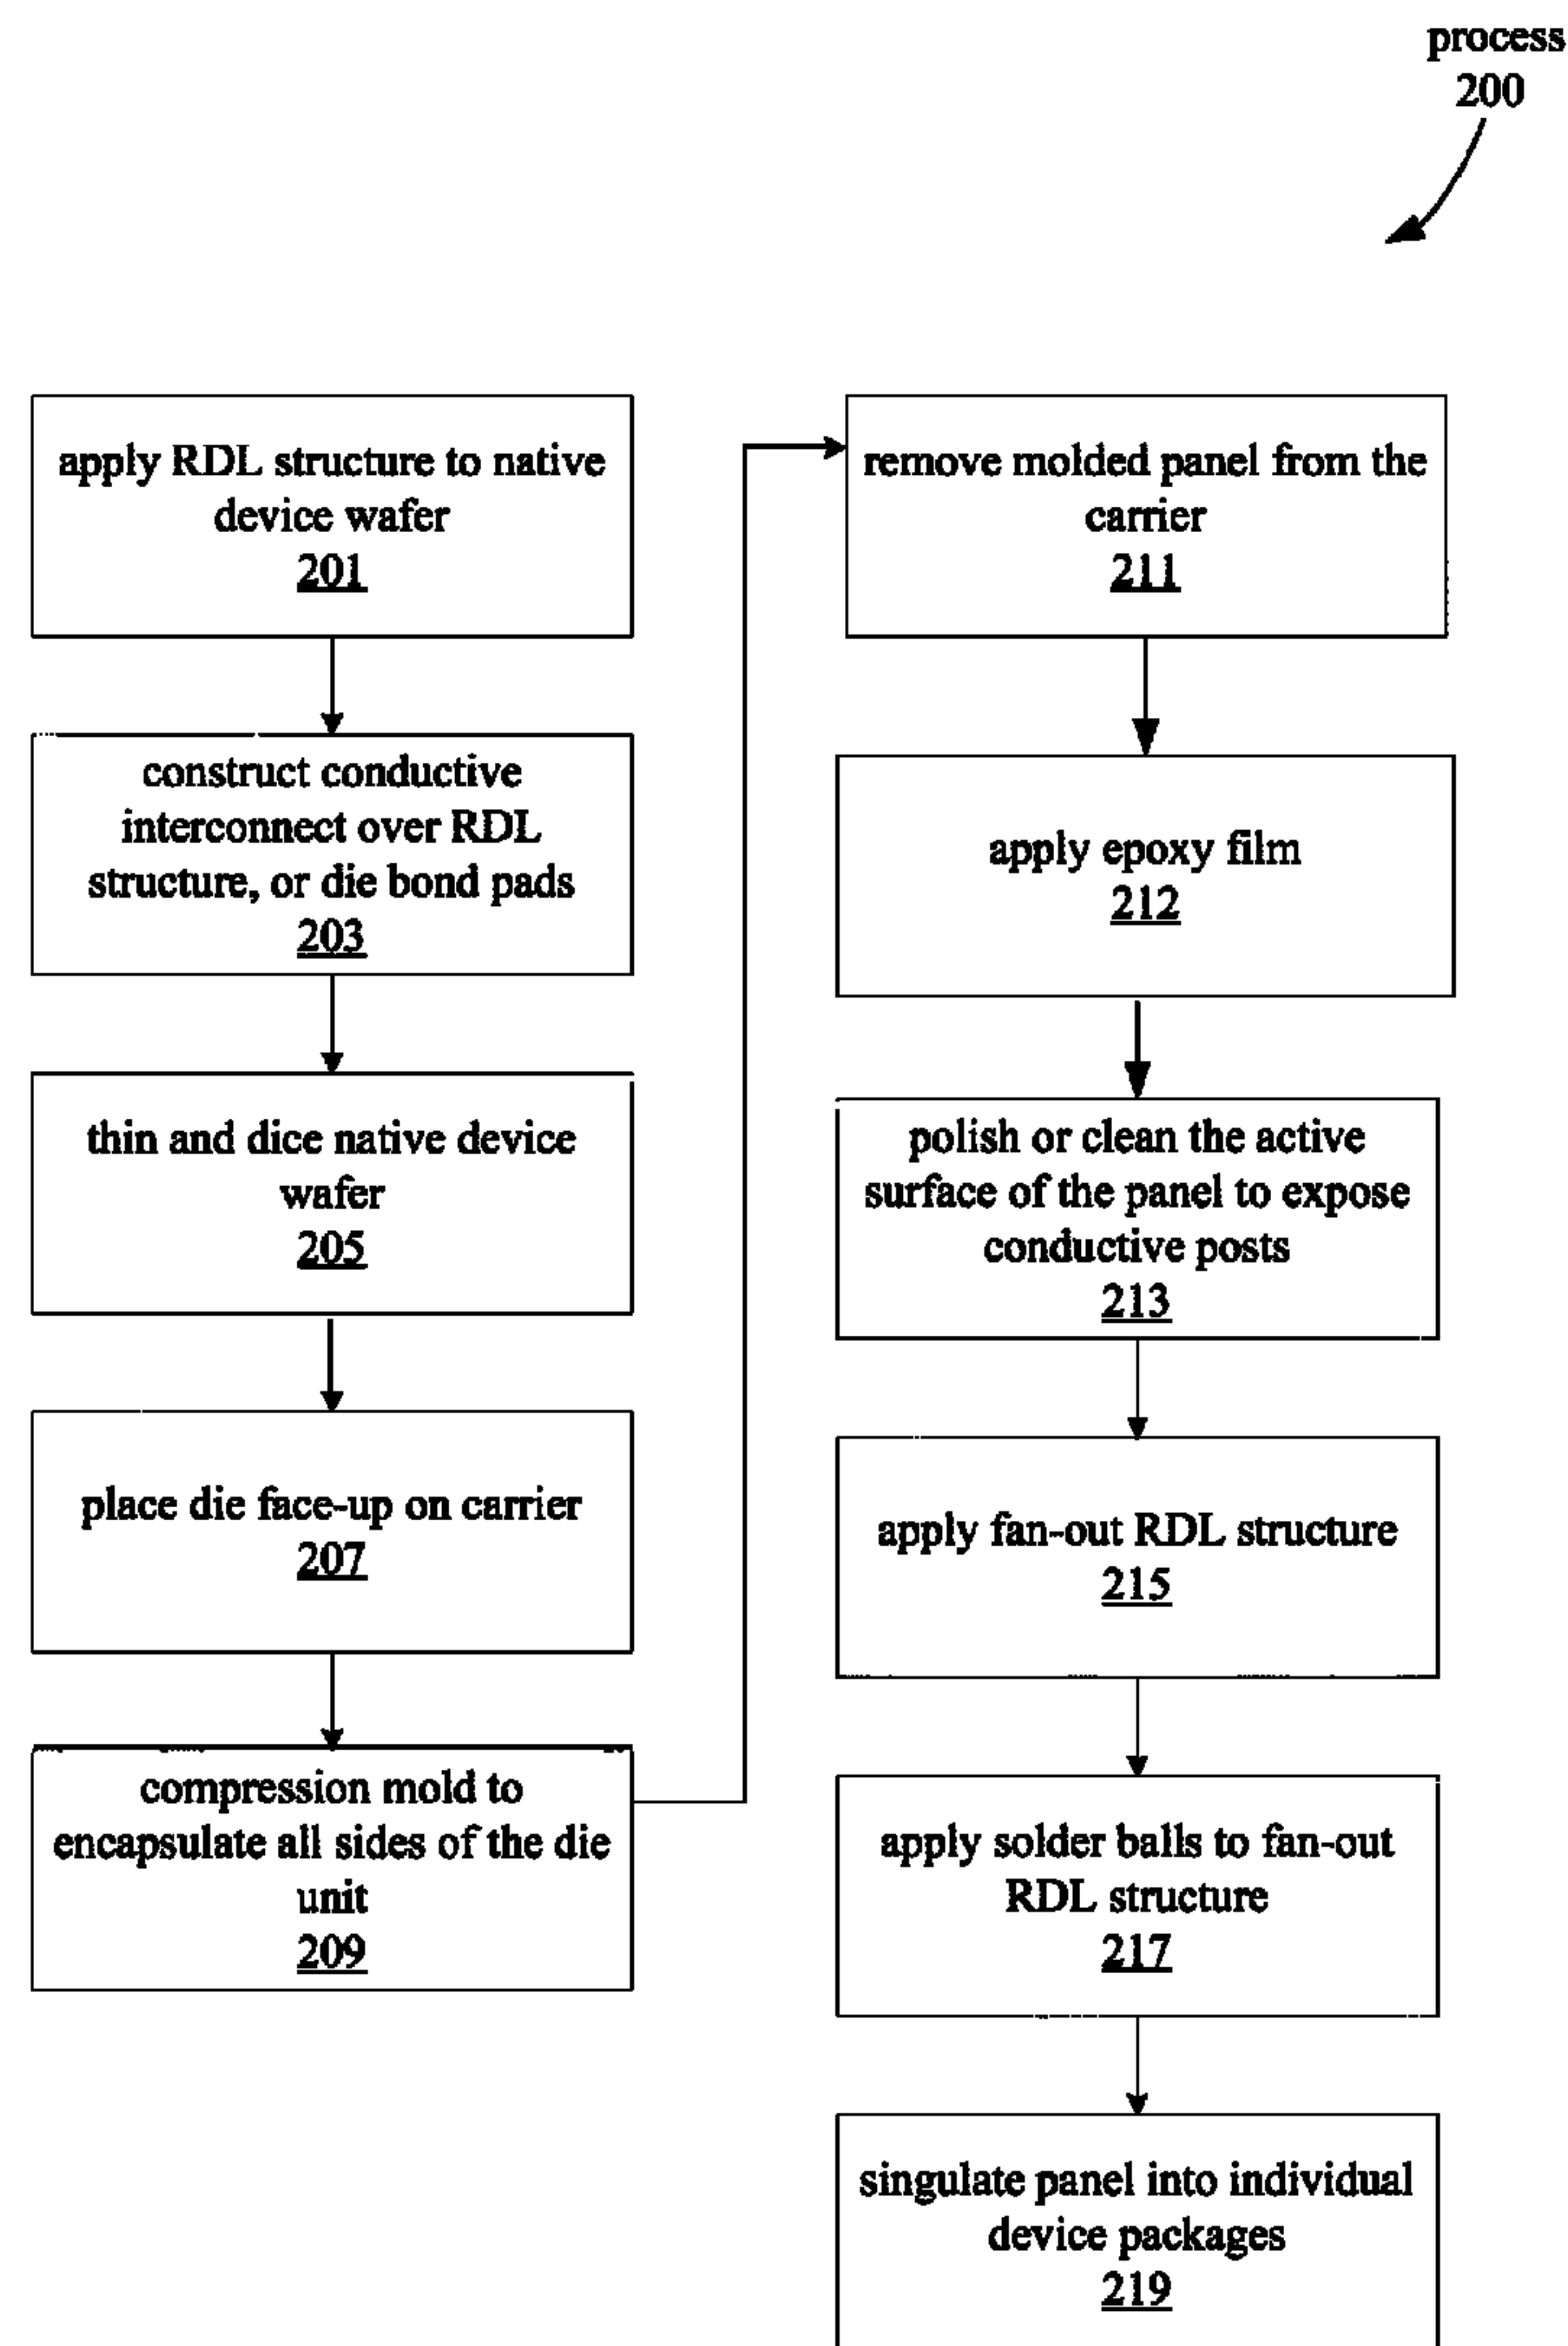 process
200
apply RDL structure to native
device wafer
201
construct conductive
interconnect over RDL
structure, or die bond pads
203
thin and dice native device
wafer
205
place die face-up on carrier
207
compression mold to
encapsulate all sides of the die
unit
209
remove molded panel from the
carrier
211
apply epoxy film
212
polish or clean the active
surface of the panel to expose
conductive posts
213
apply fan-out RDL structure
215
apply solder balls to fan-out
RDL structure
217
singulate panel into individual
device packages
219